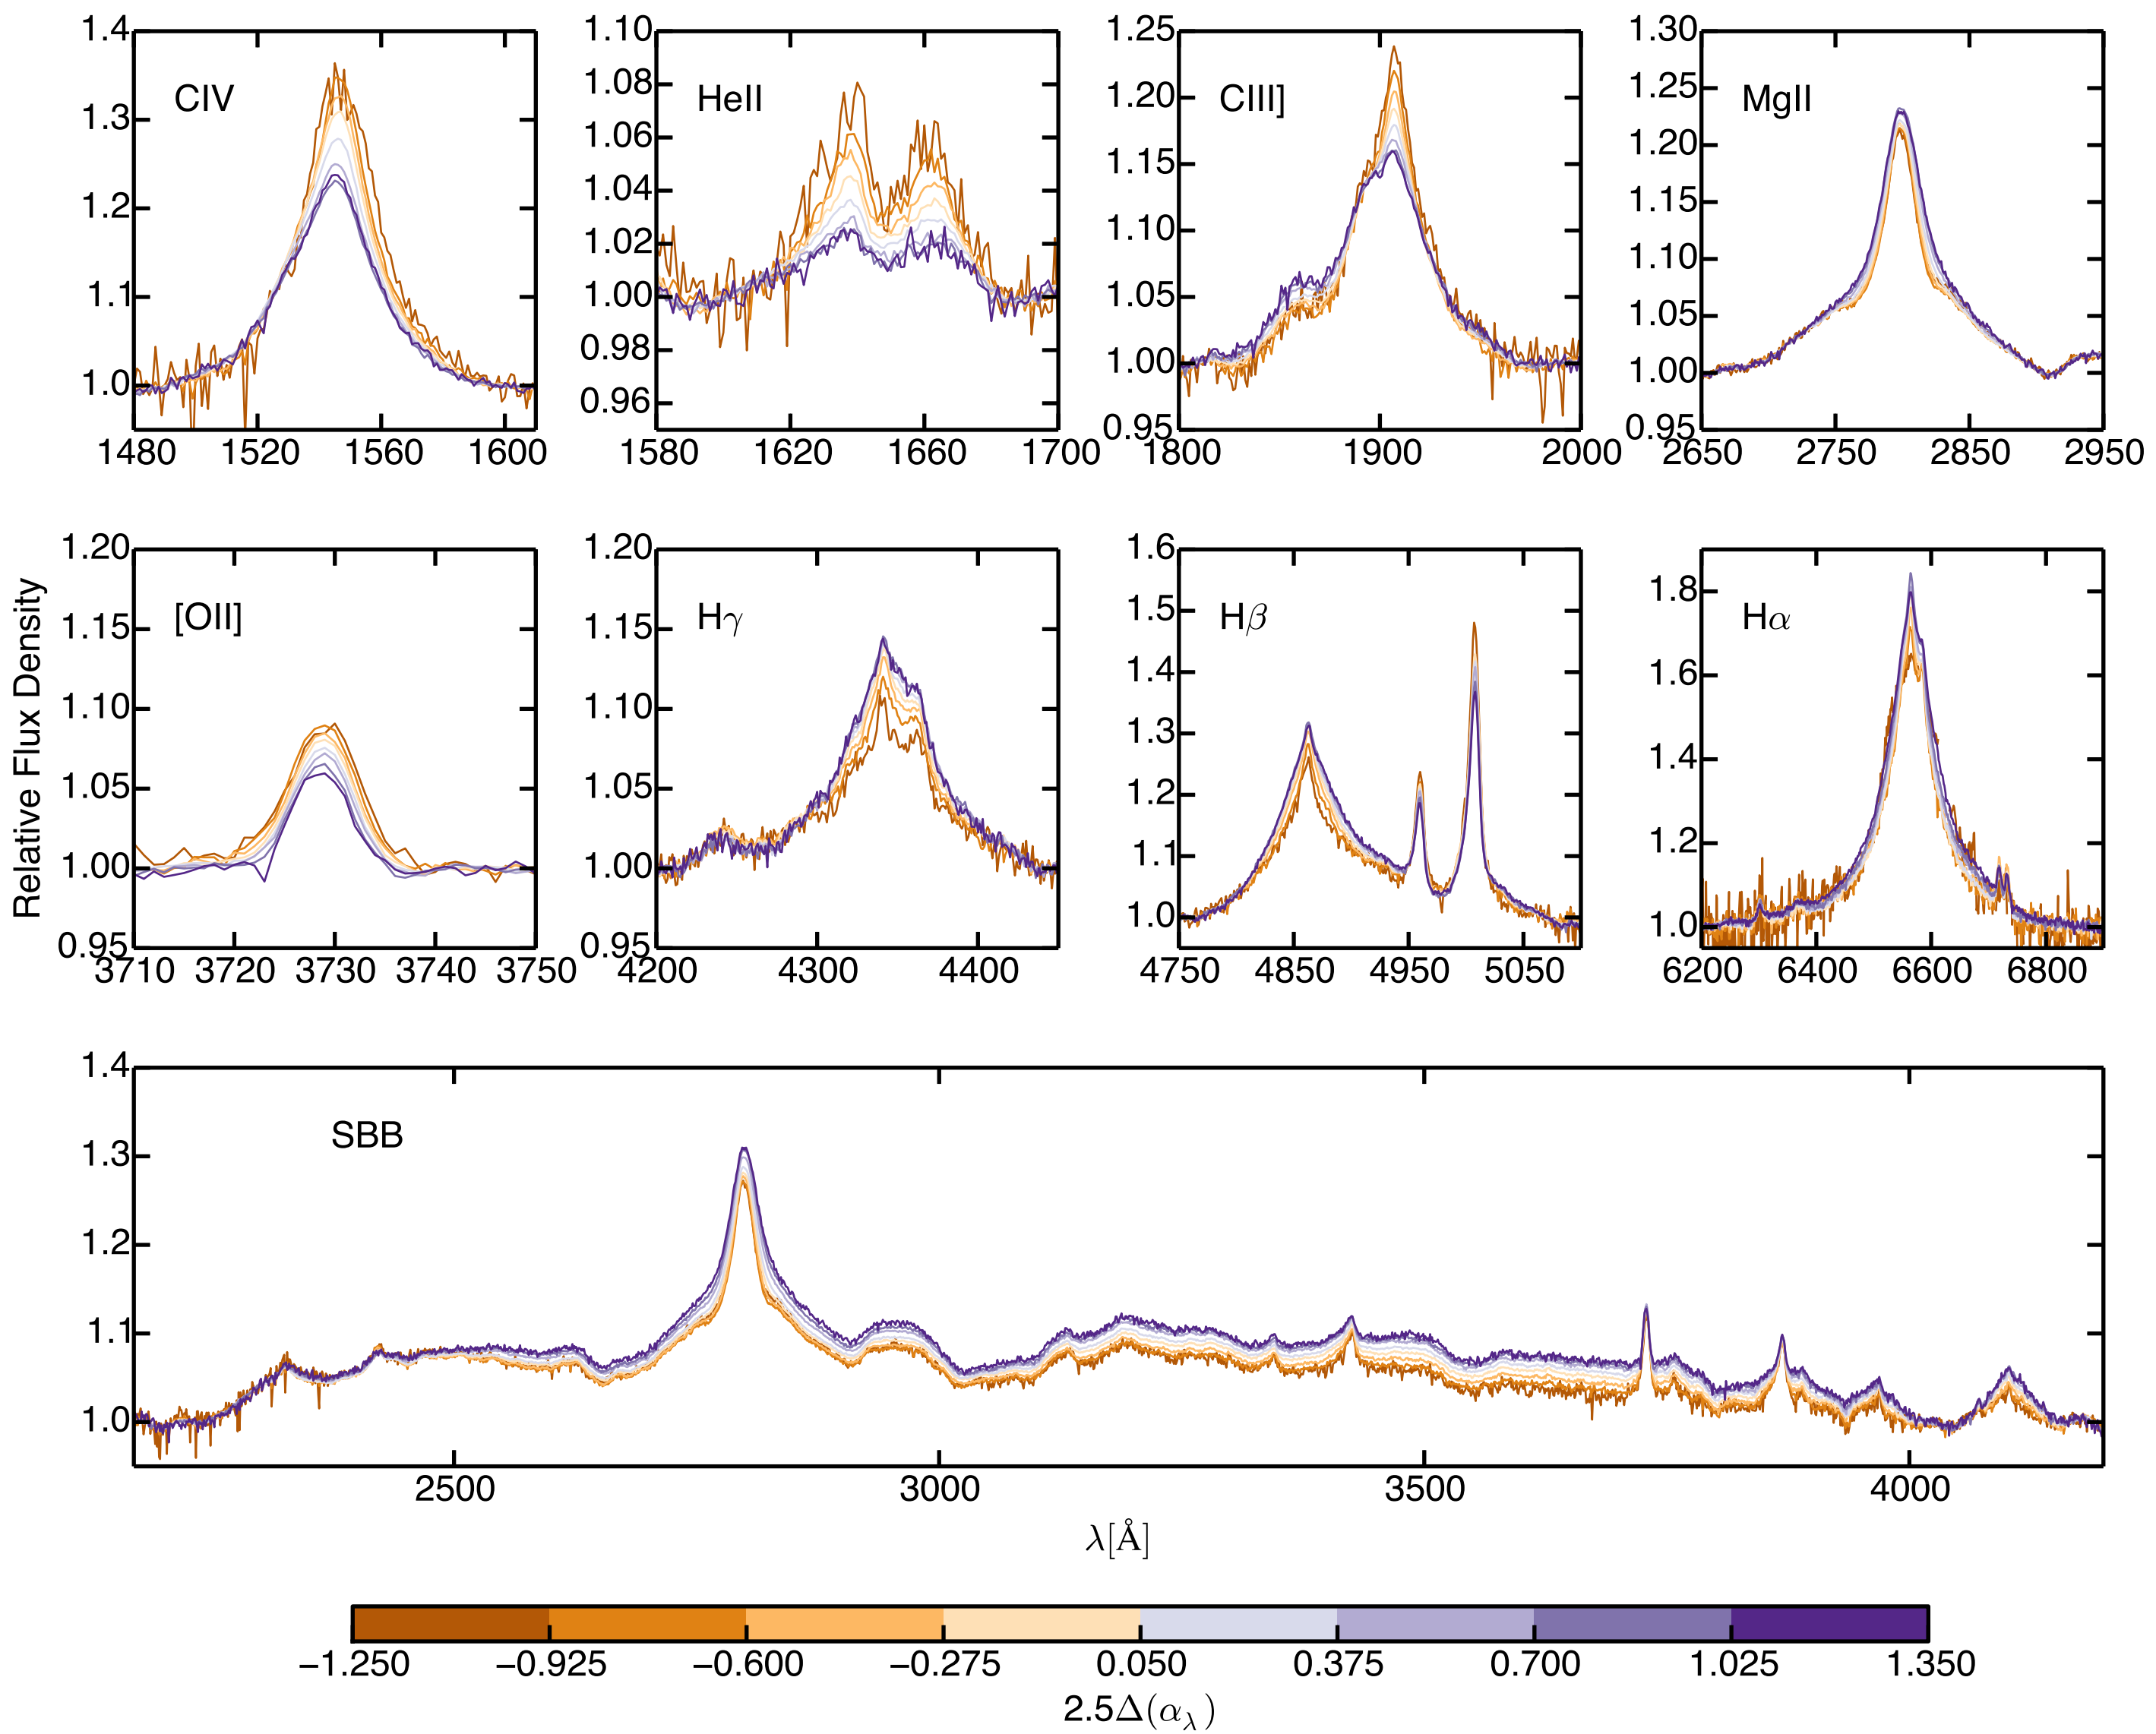 CIV
1.4
1.3
1.2
1.1
1.0
1480 1520 1560 1600
HeII
1.10
1.08
1.06
1.04
1.02
1.00
0.98
0.96
1580 1620 1660 1700
CIII]
1.25
1.20
1.15
1.10
1.05
1.00
0.95
1800 1900 2000
MgII
1.30
1.25
1.20
1.15
1.10
1.05
1.00
0.95
2650 2750 2850 2950
Relative Flux Density
[OII]
1.20
1.15
1.10
1.05
1.00
0.95
3710 3720 3730 3740 3750
Hγ
1.20
1.15
1.10
1.05
1.00
0.95
4200 4300 4400
Hβ
1.6
1.5
1.4
1.3
1.2
1.1
1.0
4750 4850 4950 5050
Hα
1.8
1.6
1.4
1.2
1.0
6200 6400 6600 6800
SBB
1.4
1.3
1.2
1.1
1.0
2500 3000 3500 4000
λ[Å]
−1.250 −0.925 −0.600 −0.275 0.050 0.375 0.700 1.025 1.350
2.5Δ(α_λ)